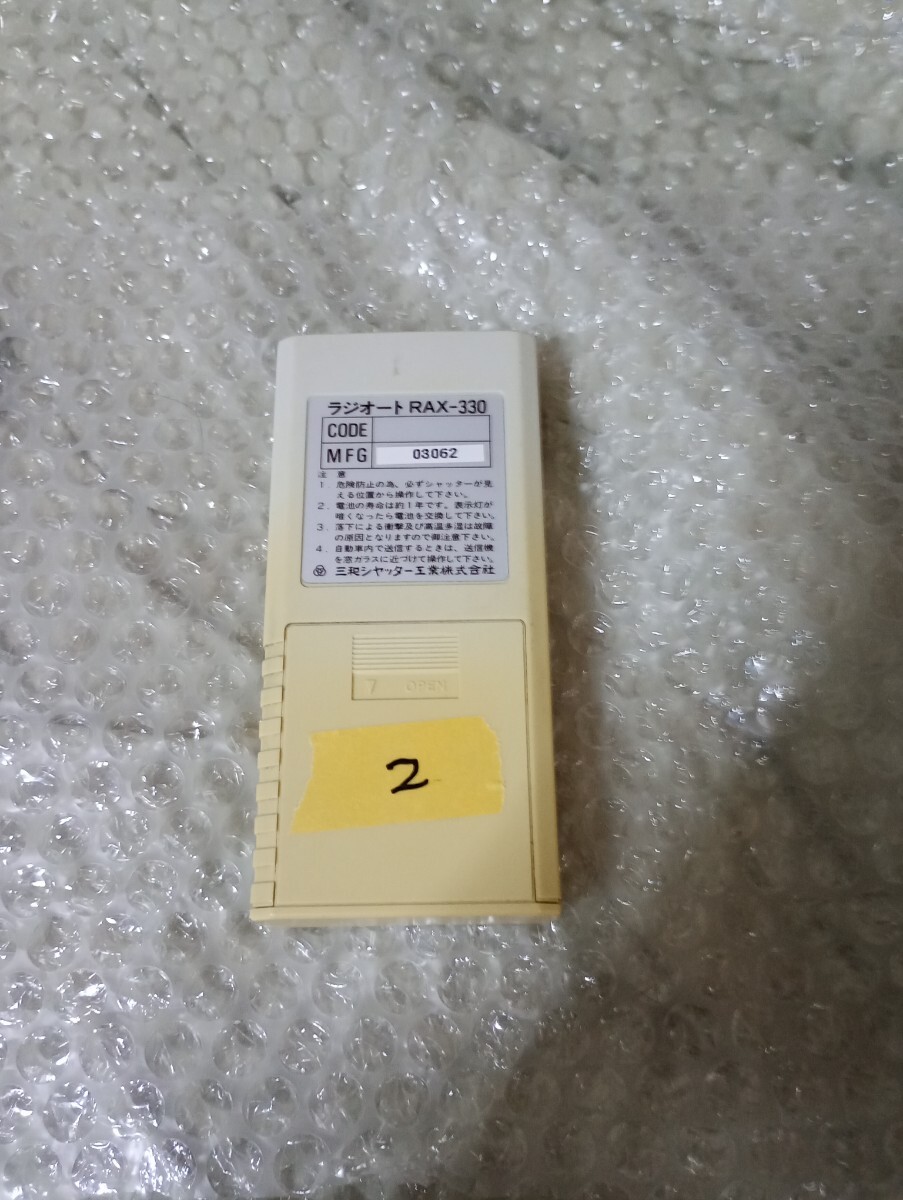 ラジオート RAX-330
CODE
MFG 03062
注 意
1. 危険防止の為、必ずシャッターが見
える位置から操作して下さい。
2. 電池の寿命は約1年です。表示灯が
暗くなったら電池を交換して下さい。
3. 落下による衝撃及び高温多湿は故障
の原因となりますので御注意下さい。
4. 自動車内で送信するときは、送信機
を窓ガラスに近づけて操作して下さい。
三和シヤッター工業株式会社
OPEN
2